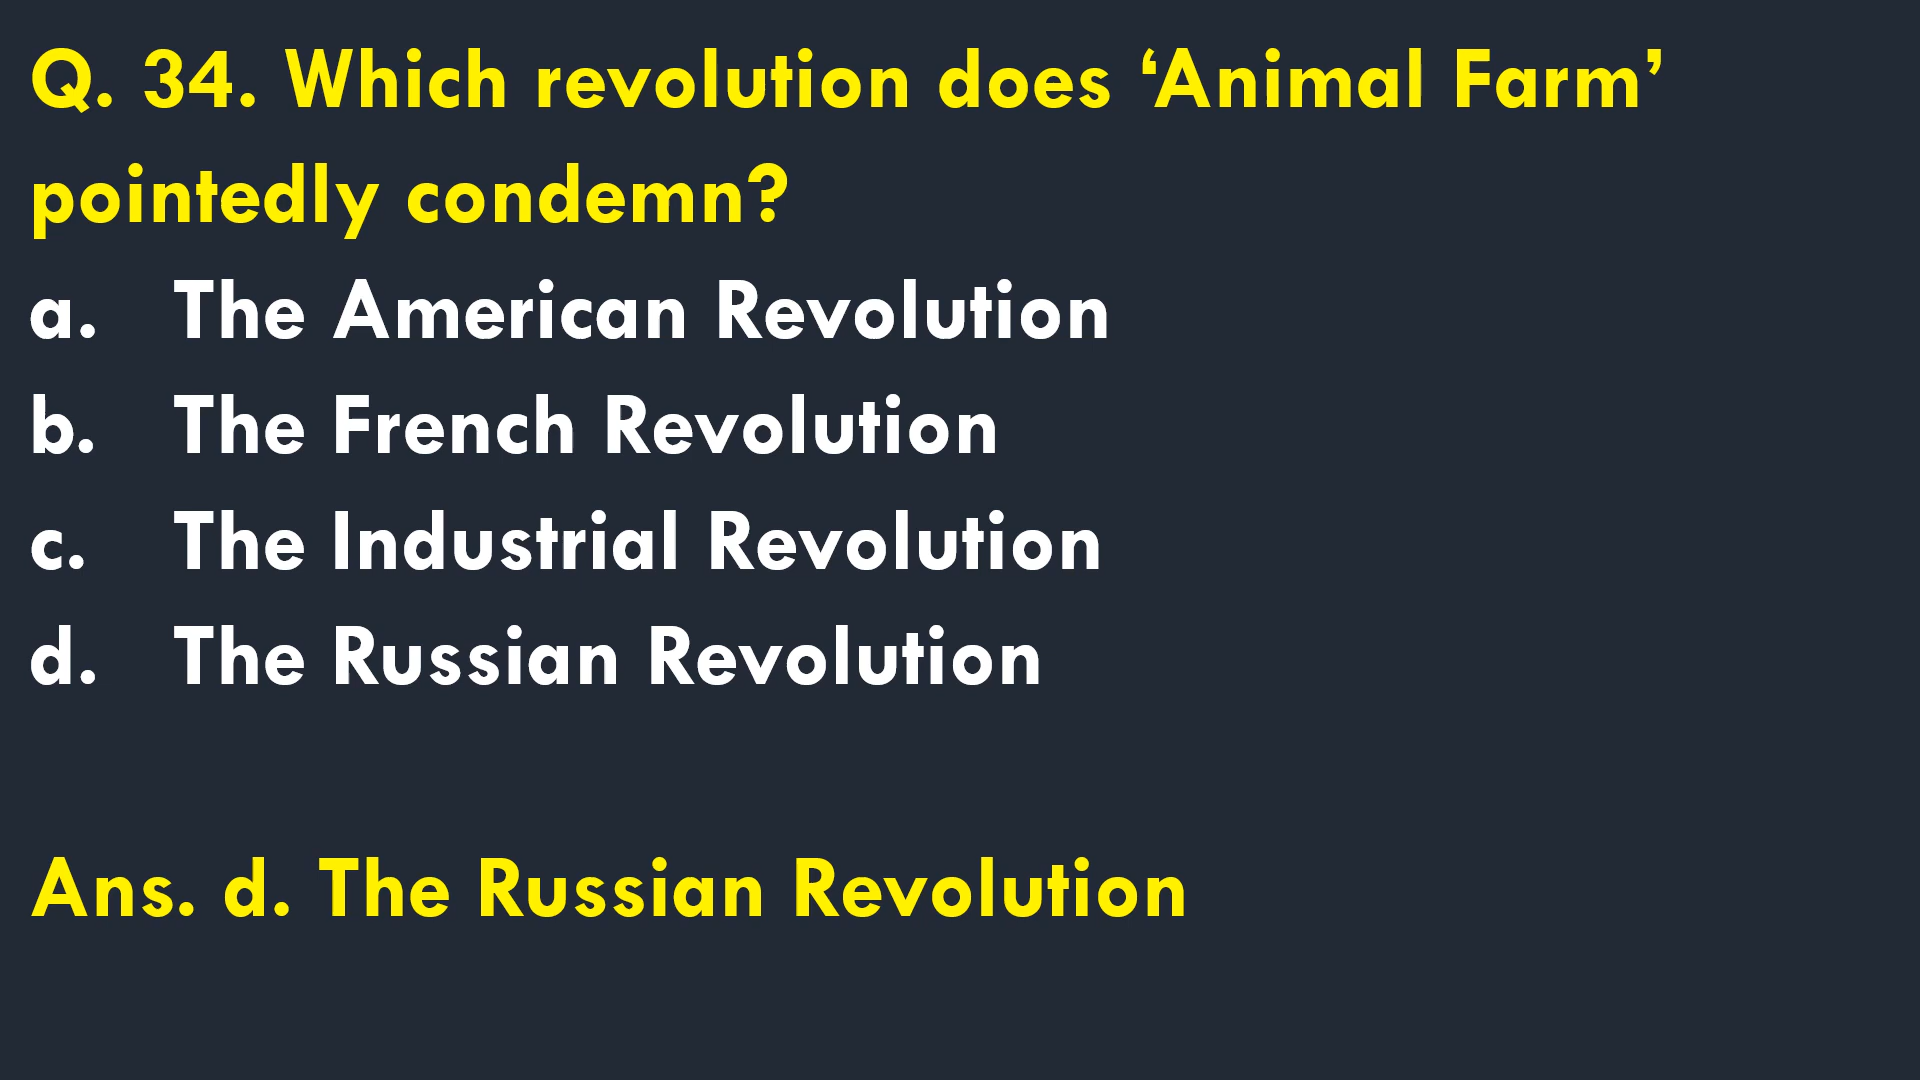 Q. 34. Which revolution does ‘Animal Farm’
pointedly condemn?
a. The American Revolution
b. The French Revolution
c. The Industrial Revolution
d. The Russian Revolution
Ans. d. The Russian Revolution